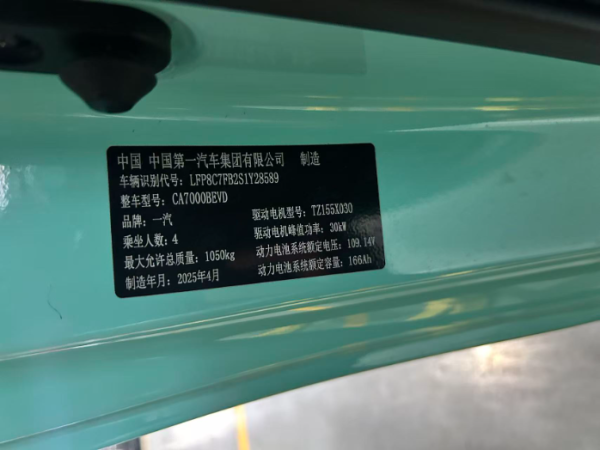 中国 中国第一汽车集团有限公司 制造
车辆识别代号: LFP8C7FB2S1Y28589
整车型号: CA7000BEVD
品牌: 一汽 驱动电机型号: TZ155X030
乘坐人数: 4 驱动电机峰值功率: 30kW
最大允许总质量: 1050kg 动力电池系统额定电压: 109.14V
制造年月: 2025年4月 动力电池系统额定容量: 166Ah